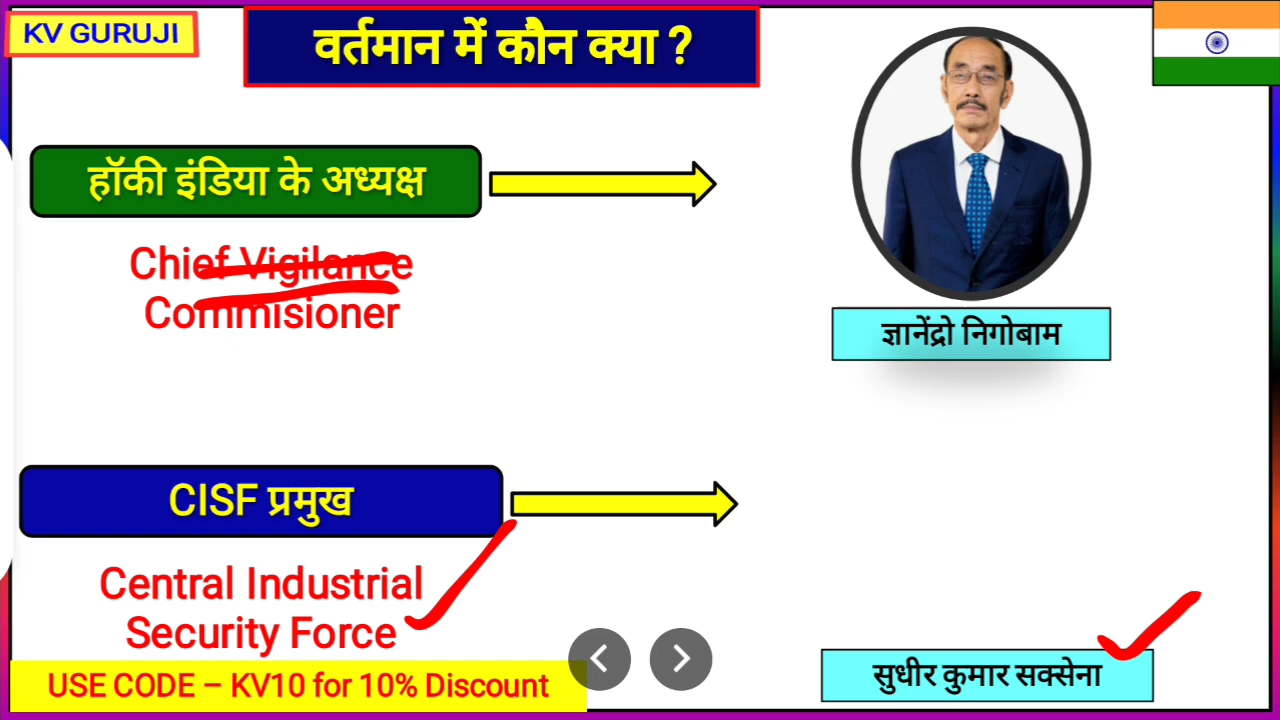 KV GURUJI
वर्तमान में कौन क्या ?
हॉकी इंडिया के अध्यक्ष
Chief Vigilance
Commisioner
ज्ञानेंद्रो निगोबाम
CISF प्रमुख
Central Industrial
Security Force
सुधीर कुमार सक्सेना
USE CODE – KV10 for 10% Discount